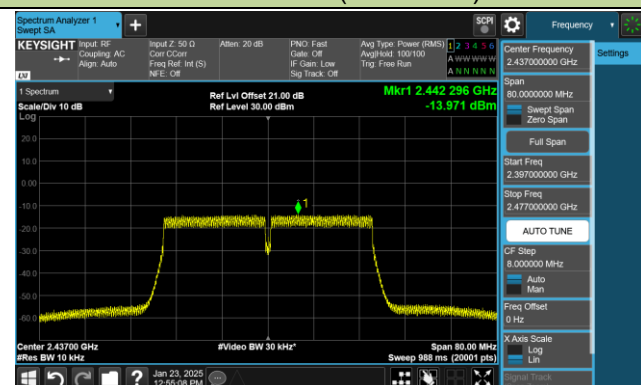 Spectrum Analyzer 1
Swept SA
SCPI
Frequency
KEYSIGHT
Input: RF
Coupling: AC
Align: Auto
Input Z: 50 Ω
Corr CCorr
Freq Ref: Int (S)
NFE: Off
Atten: 20 dB
PNO: Fast
Gate: Off
IF Gain: Low
Sig Track: Off
Avg Type: Power (RMS)
Avg|Hold: 100/100
Trig: Free Run
1 2 3 4 5 6
A W W W W W
A N N N N N
LXI
1 Spectrum
Scale/Div 10 dB
Log
Ref Lvl Offset 21.00 dB
Ref Level 30.00 dBm
Mkr1 2.442 296 GHz
-13.971 dBm
20.0
10.0
0.00
-10.0
-20.0
-30.0
-40.0
-50.0
-60.0
1
Center 2.43700 GHz
#Res BW 10 kHz
#Video BW 30 kHz*
Span 80.00 MHz
Sweep 988 ms (20001 pts)
Jan 23, 2025
12:55:08 PM
Center Frequency
2.437000000 GHz
Settings
Span
80.0000000 MHz
Swept Span
Zero Span
Full Span
Start Freq
2.397000000 GHz
Stop Freq
2.477000000 GHz
AUTO TUNE
CF Step
8.000000 MHz
Auto
Man
Freq Offset
0 Hz
X Axis Scale
Log
Lin
Signal Track